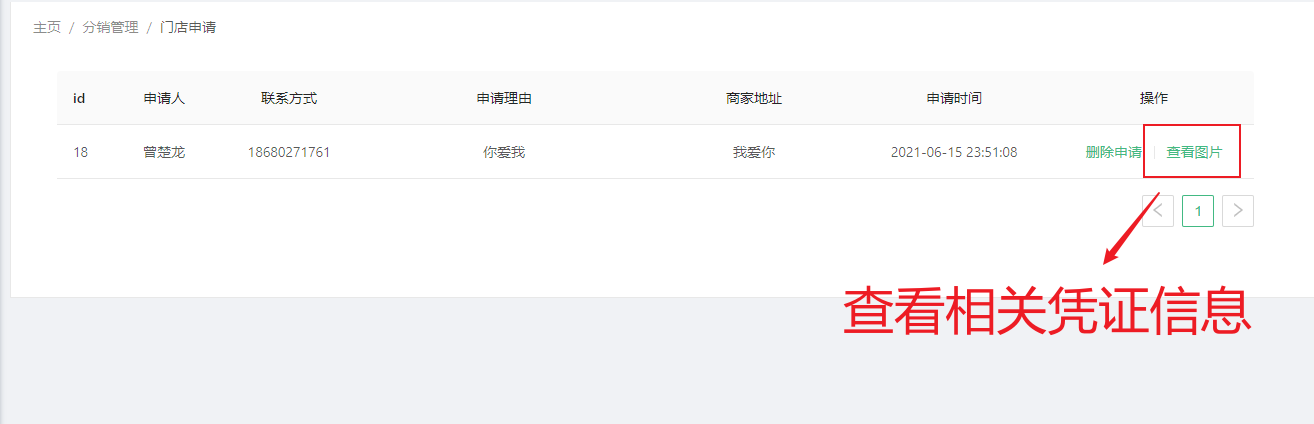 主页 / 分销管理 / 门店申请
id 申请人 联系方式 申请理由 商家地址 申请时间 操作
18 曾楚龙 18680271761 你爱我 我爱你 2021-06-15 23:51:08 删除申请 查看图片
1
查看相关凭证信息